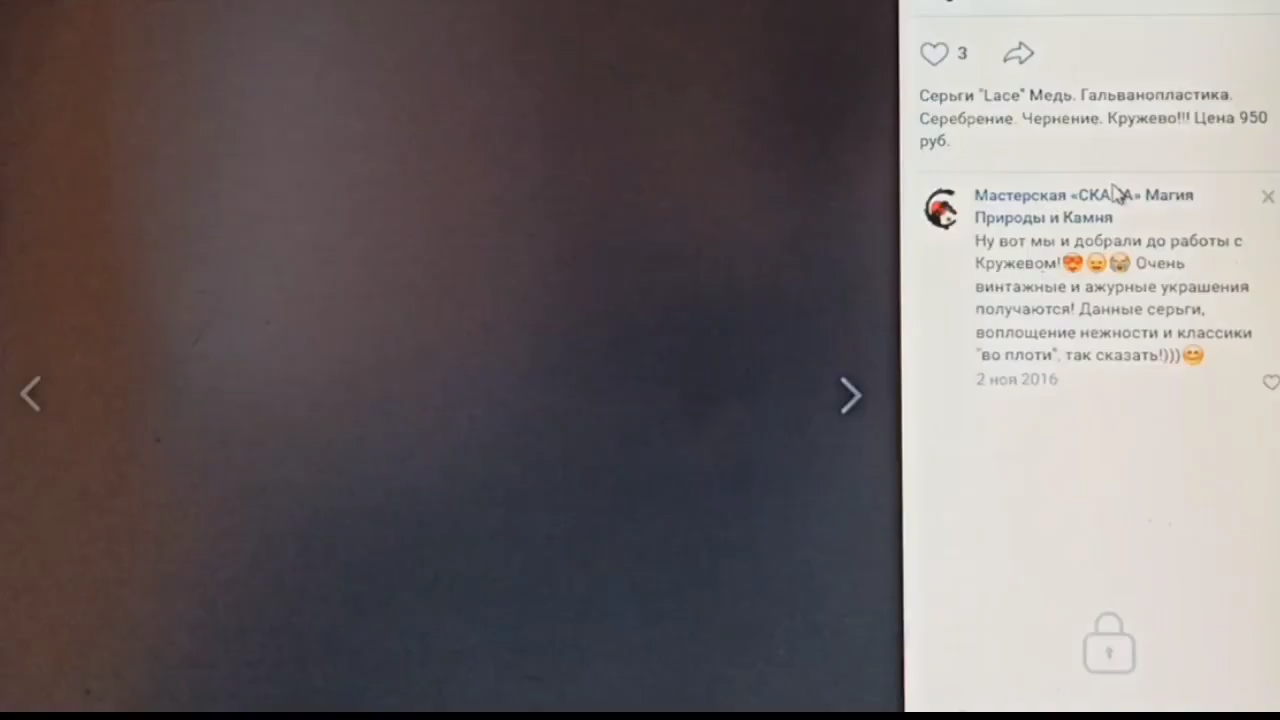 3
Серьги "Lace" Медь. Гальванопластика.
Серебрение. Чернение. Кружево!!! Цена 950
руб.
Мастерская Магия
Природы и Камня
Ну вот мы и добрали до работы с
Кружевом! Очень
винтажные и ажурные украшения
получаются! Данные серьги,
воплощение нежности и классики
"во плоти", так сказать!)))
2 ноя 2016